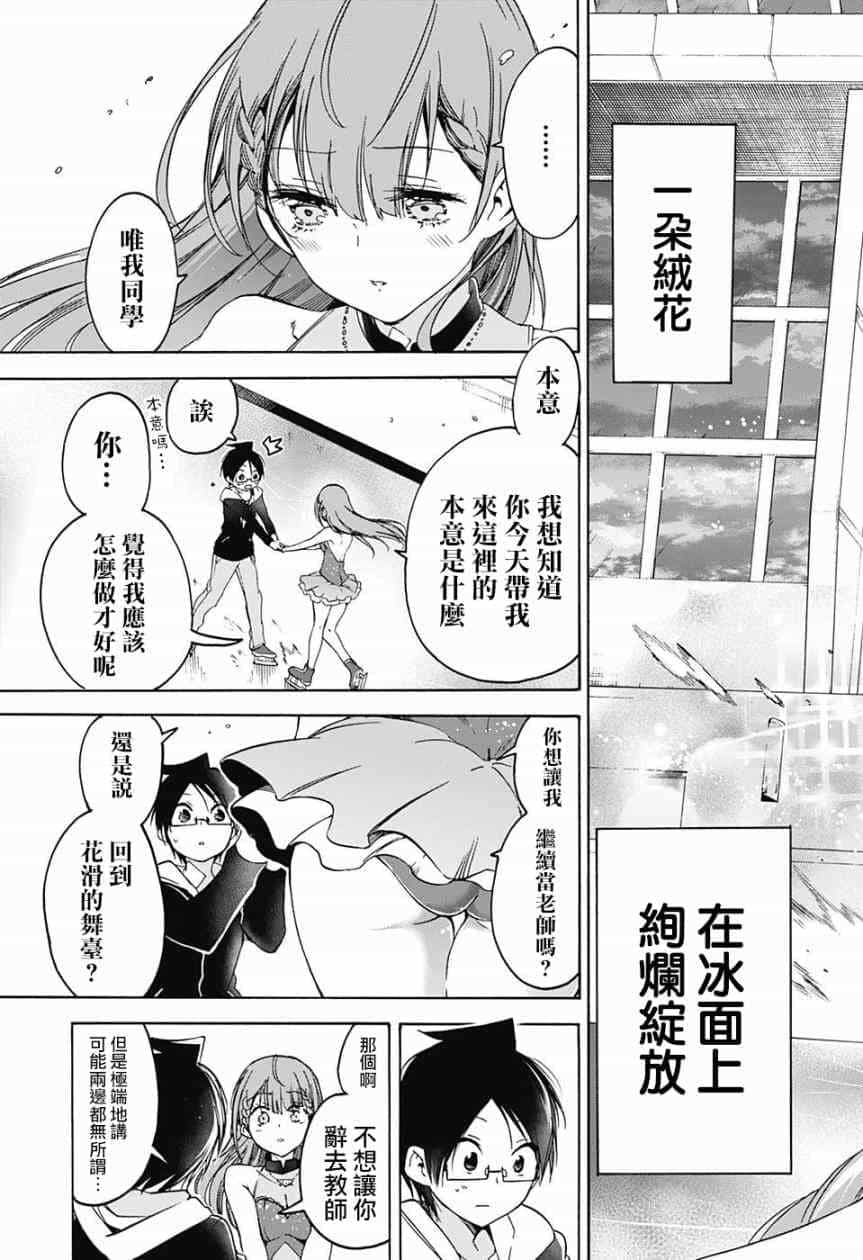 一朵絨花
在冰面上
絢爛綻放
……
唯我同學
本意
我想知道
你今天帶我
來這裡的
本意是什麼
誒
本意嗎…
你…
覺得我應該
怎麼做才好呢
你想讓我
繼續當老師嗎?
還是說
回到
花滑的舞臺?
那個啊
不想讓你
辭去教師
但是極端地講
可能兩邊都無所謂…